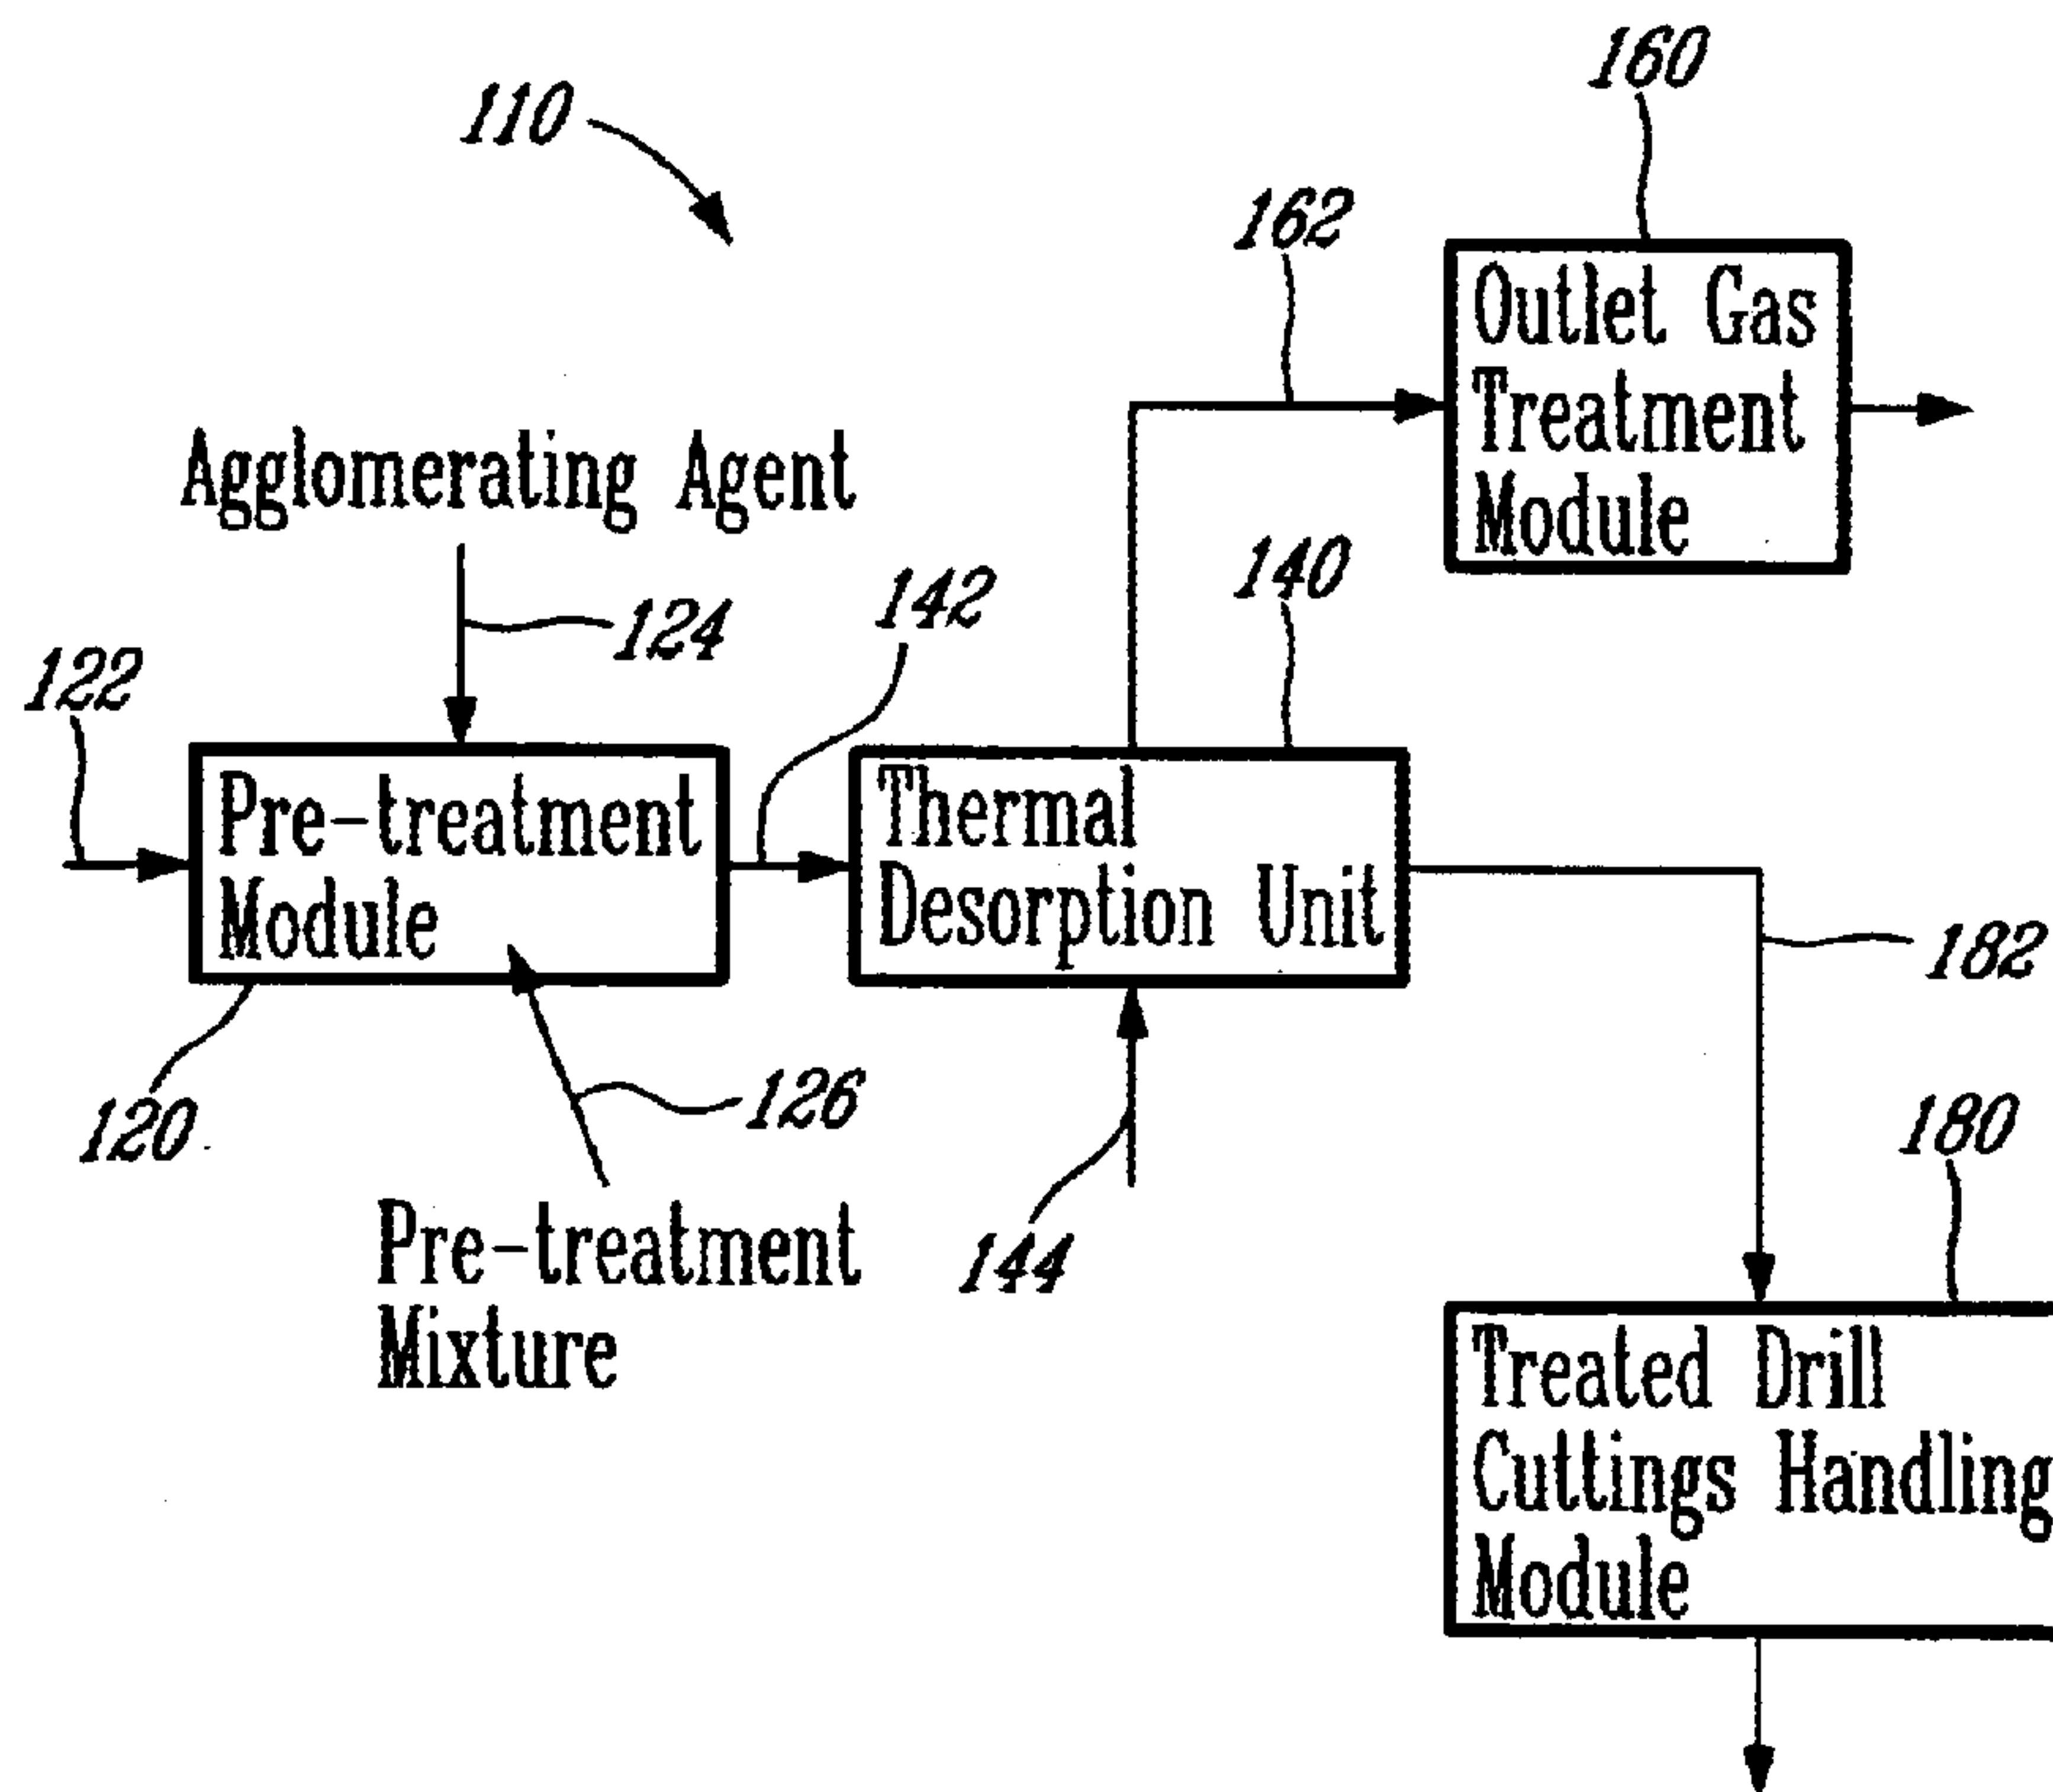 110
160
162
Outlet Gas
Treatment
Module
Agglomerating Agent
124
142
140
122
Pre-treatment
Module
Thermal
Desorption Unit
182
120
126
144
180
Pre-treatment
Mixture
Treated Drill
Cuttings Handling
Module